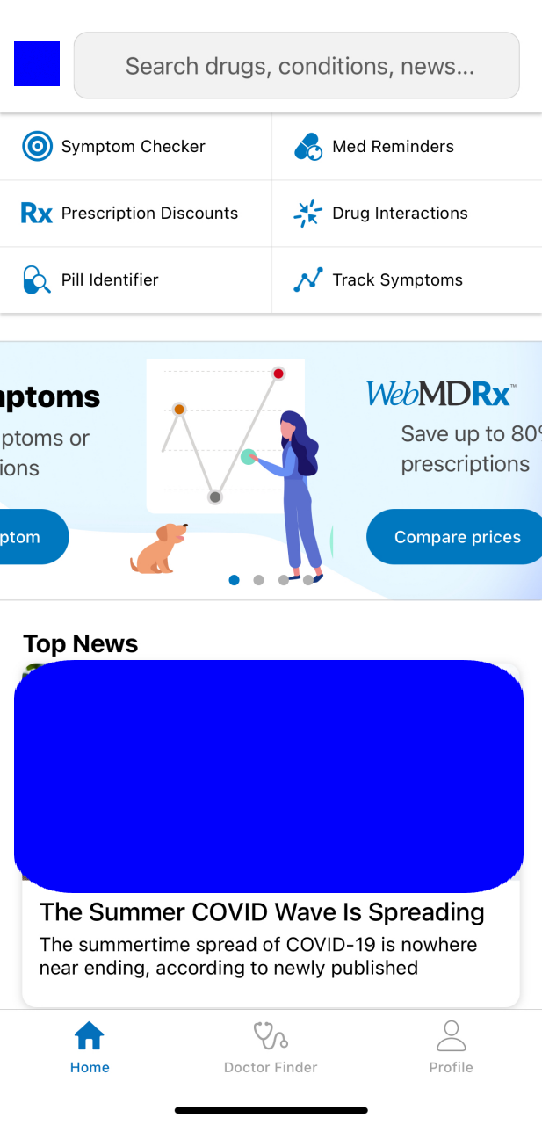 Search drugs, conditions, news...
Symptom Checker
Med Reminders
Rx Prescription Discounts
Drug Interactions
Pill Identifier
Track Symptoms
ptoms or
ions
ptom
WebMDRx™
Save up to 80%
prescriptions
Compare prices
Top News
The Summer COVID Wave Is Spreading
The summertime spread of COVID-19 is nowhere
near ending, according to newly published
Home
Doctor Finder
Profile